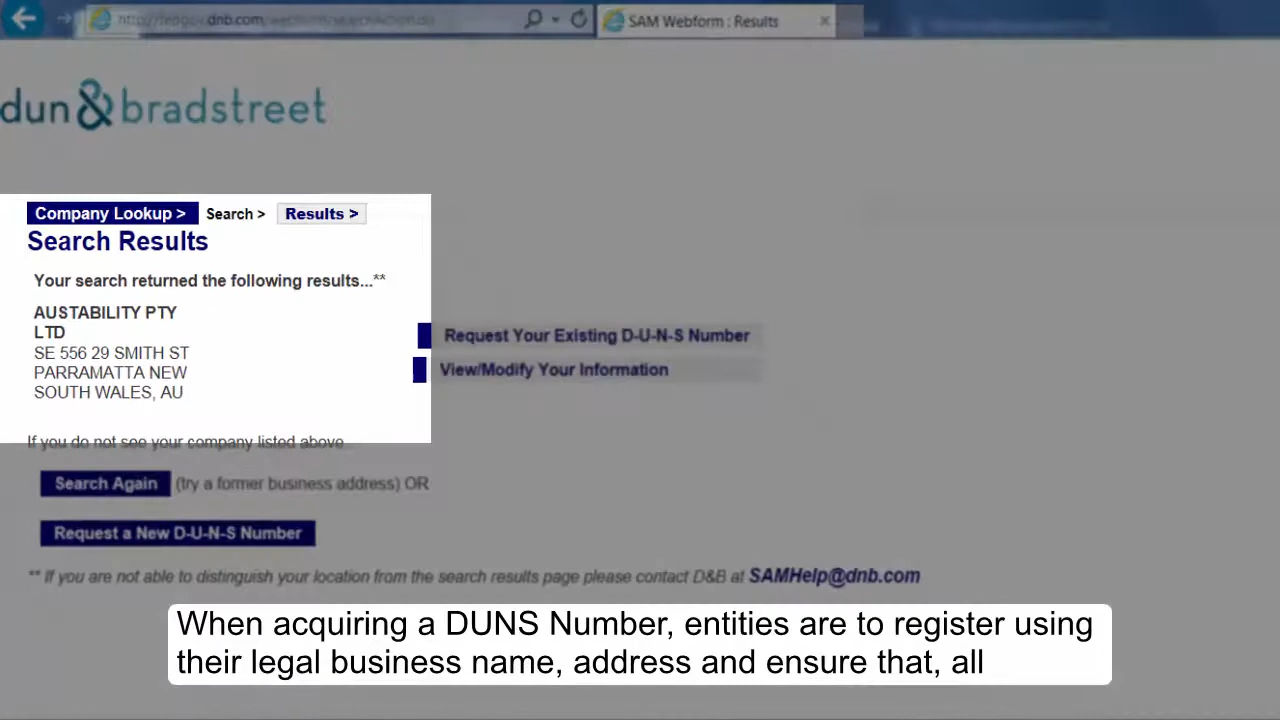 SAM Webform : Results
dun&bradstreet
Company Lookup > Search > Results >
Search Results
Your search returned the following results...**
AUSTABILITY PTY
LTD
SE 556 29 SMITH ST
PARRAMATTA NEW
SOUTH WALES, AU
Request Your Existing D-U-N-S Number
View/Modify Your Information
If you do not see your company listed above...
Search Again (try a former business address) OR
Request a New D-U-N-S Number
** If you are not able to distinguish your location from the search results page please contact D&B at SAMHelp@dnb.com
When acquiring a DUNS Number, entities are to register using
their legal business name, address and ensure that, all